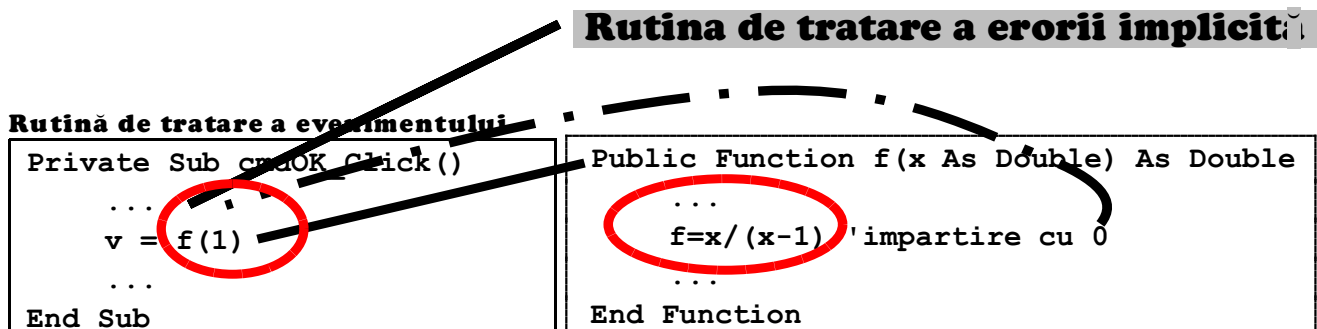 Rutina de tratare a erorii implicită
Rutină de tratare a evenimentului
Private Sub cmdOK_Click()
...
v = f(1)
...
End Sub
Public Function f(x As Double) As Double
...
f=x/(x-1) 'impartire cu 0
...
End Function